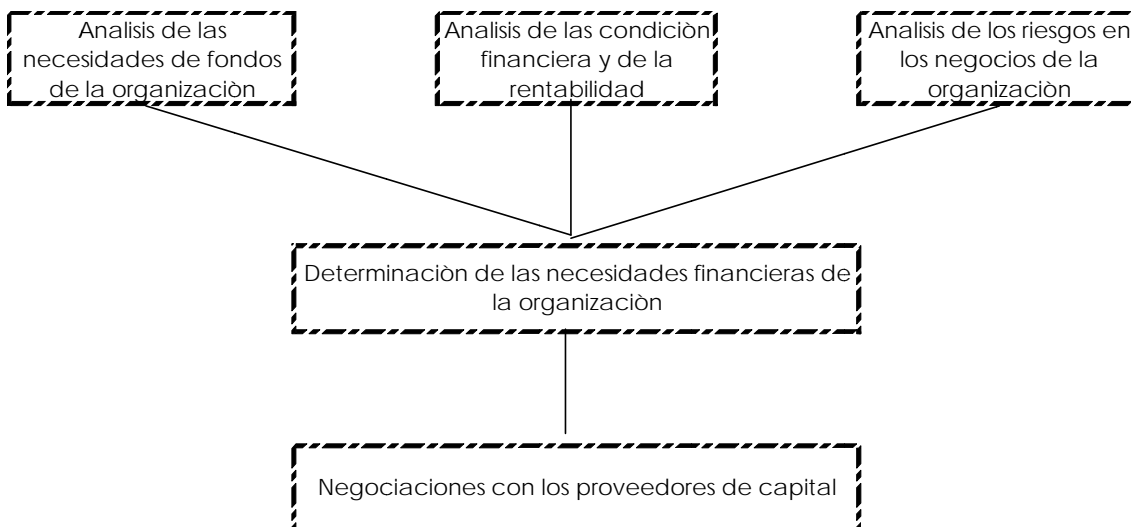 Analisis de las
necesidades de fondos
de la organizaciòn
Analisis de las condiciòn
financiera y de la
rentabilidad
Analisis de los riesgos en
los negocios de la
organizaciòn
Determinaciòn de las necesidades financieras de
la organizaciòn
Negociaciones con los proveedores de capital